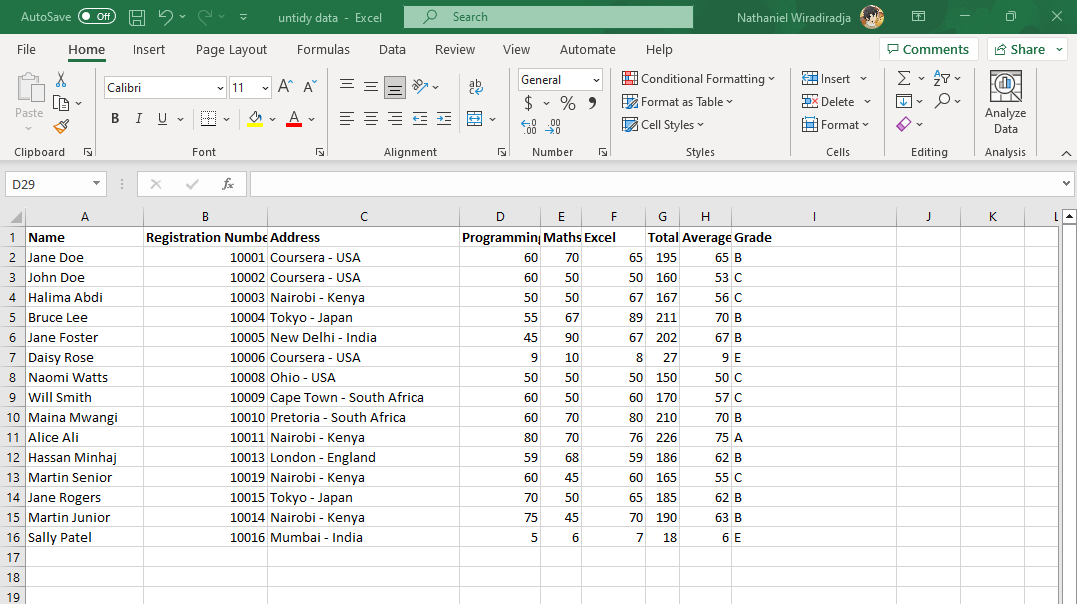 AutoSave Off untidy data - Excel Search Nathaniel Wiradiradja
File Home Insert Page Layout Formulas Data Review View Automate Help Comments Share
Calibri 11 A A ab General Conditional Formatting Insert Σ
Paste B I U A $ % 9 Format as Table Delete Analyze
Cell Styles Format Data
Clipboard Font Alignment Number Styles Cells Editing Analysis
D29 fx
A B C D E F G H I J K L
1 Name Registration Numbe Address Programming Maths Excel Total Average Grade
2 Jane Doe 10001 Coursera - USA 60 70 65 195 65 B
3 John Doe 10002 Coursera - USA 60 50 50 160 53 C
4 Halima Abdi 10003 Nairobi - Kenya 50 50 67 167 56 C
5 Bruce Lee 10004 Tokyo - Japan 55 67 89 211 70 B
6 Jane Foster 10005 New Delhi - India 45 90 67 202 67 B
7 Daisy Rose 10006 Coursera - USA 9 10 8 27 9 E
8 Naomi Watts 10008 Ohio - USA 50 50 50 150 50 C
9 Will Smith 10009 Cape Town - South Africa 60 50 60 170 57 C
10 Maina Mwangi 10010 Pretoria - South Africa 60 70 80 210 70 B
11 Alice Ali 10011 Nairobi - Kenya 80 70 76 226 75 A
12 Hassan Minhaj 10013 London - England 59 68 59 186 62 B
13 Martin Senior 10019 Nairobi - Kenya 60 45 60 165 55 C
14 Jane Rogers 10015 Tokyo - Japan 70 50 65 185 62 B
15 Martin Junior 10014 Nairobi - Kenya 75 45 70 190 63 B
16 Sally Patel 10016 Mumbai - India 5 6 7 18 6 E
17
18
19